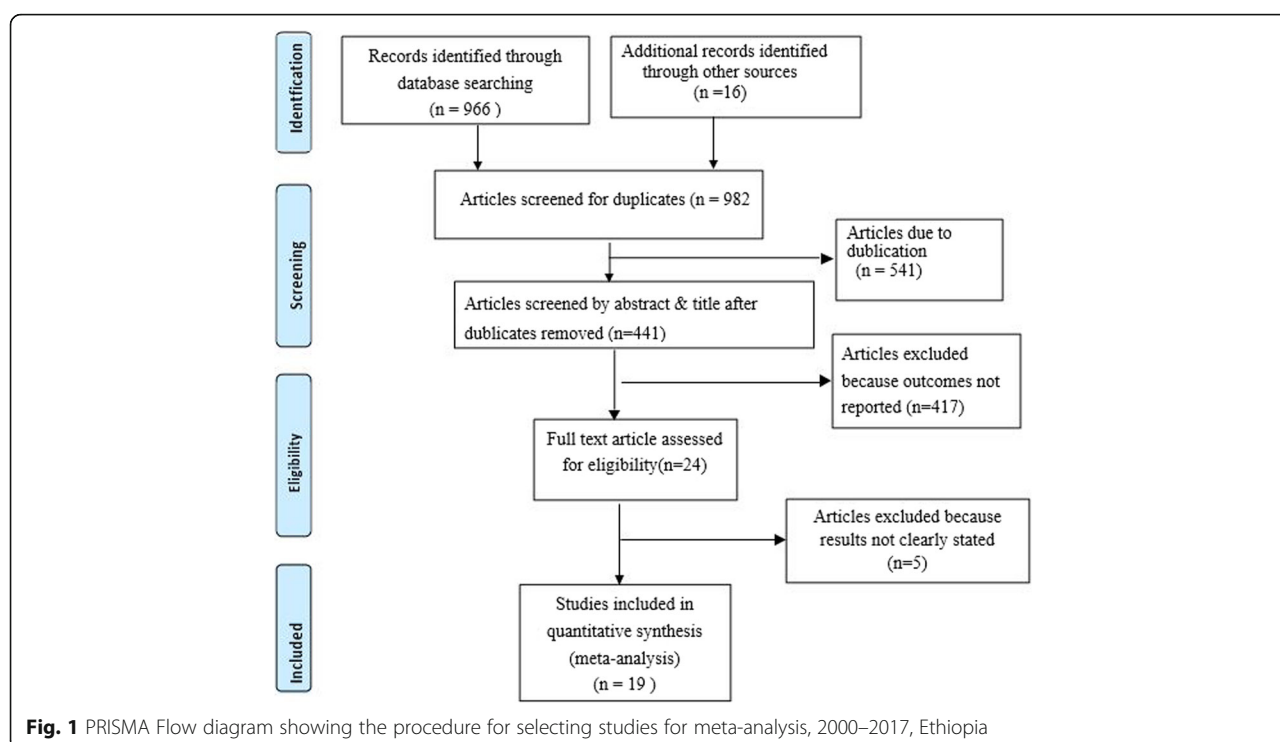 Identfication
Records identified through
database searching
(n = 966 )
Additional records identified
through other sources
(n =16)
Screening
Articles screened for duplicates (n = 982
Articles due to
dublication
(n = 541)
Articles screened by abstract & title after
dublicates removed (n=441)
Articles excluded
because outcomes not
reported (n=417)
Eligibility
Full text article assessed
for eligibility(n=24)
Articles excluded because
results not clearly stated
(n=5)
Included
Studies included in
quantitative synthesis
(meta-analysis)
(n = 19 )
Fig. 1 PRISMA Flow diagram showing the procedure for selecting studies for meta-analysis, 2000–2017, Ethiopia